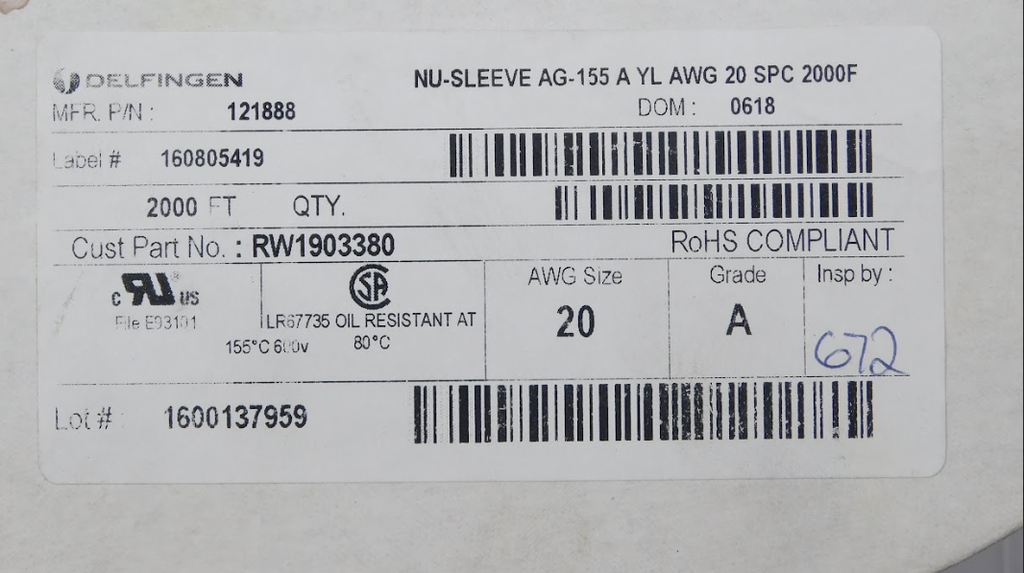 DELFINGEN NU-SLEEVE AG-155 A YL AWG 20 SPC 2000F
MFR. P/N : 121888 DOM : 0618
Label # 160805419
2000 FT QTY.
Cust Part No. : RW1903380 RoHS COMPLIANT
c RU us SA AWG Size Grade Insp by :
File E93101 LR67735 OIL RESISTANT AT 20 A 672
155°C 600v 80°C
Lot # : 1600137959